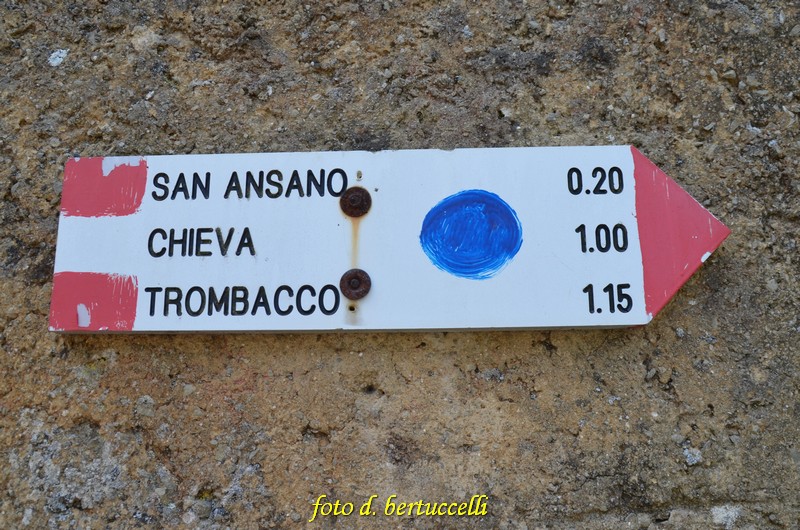 SAN ANSANO 0.20
CHIEVA 1.00
TROMBACCO 1.15
foto d. bertuccelli